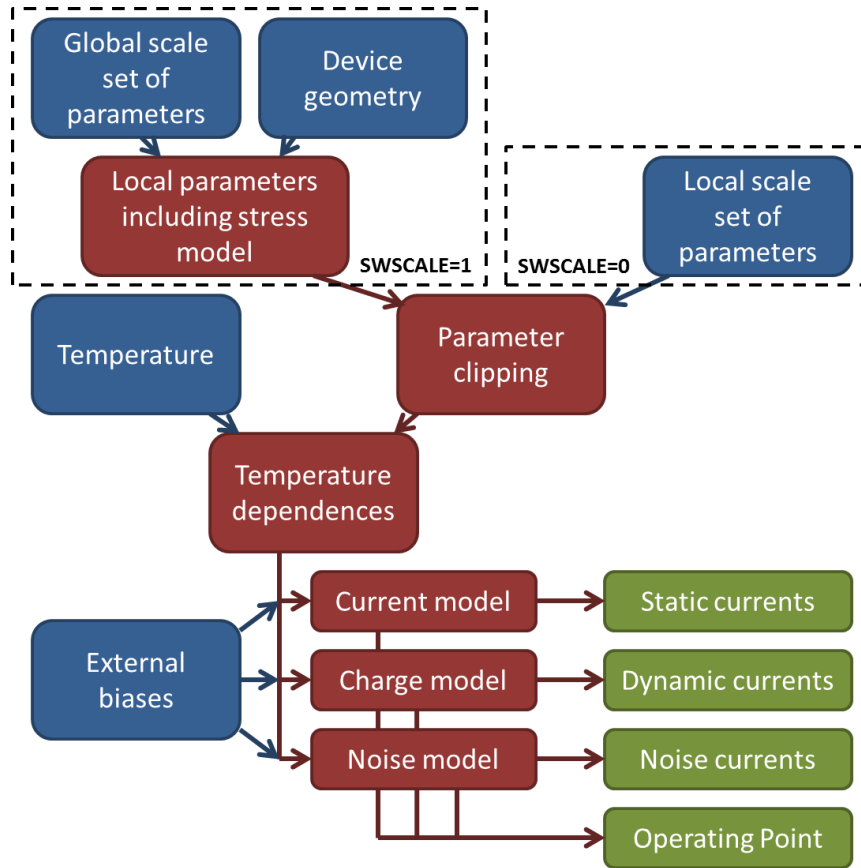 Global scale
set of
parameters
Device
geometry
Local parameters
including stress
model
SWSCALE=1
Local scale
set of
parameters
SWSCALE=0
Temperature
Parameter
clipping
Temperature
dependences
External
biases
Current model
Static currents
Charge model
Dynamic currents
Noise model
Noise currents
Operating Point